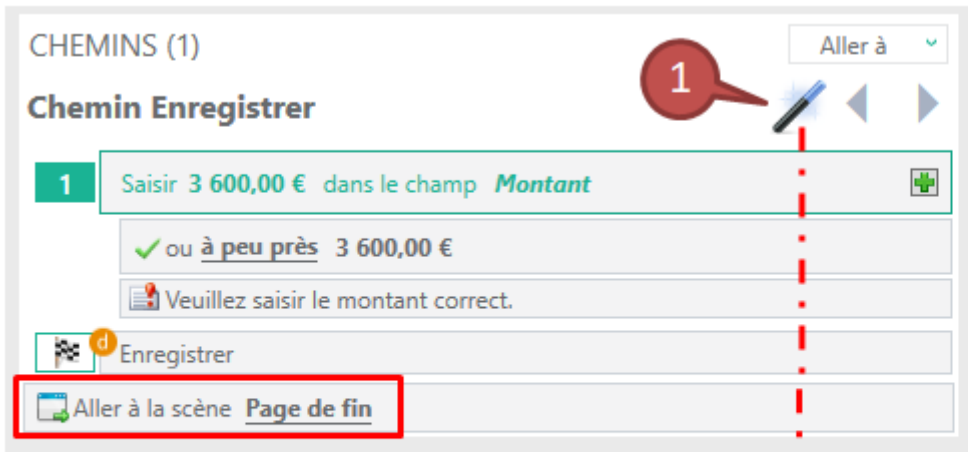 CHEMINS (1)
Aller à
Chemin Enregistrer
1
1 Saisir 3 600,00 € dans le champ Montant
ou à peu près 3 600,00 €
Veuillez saisir le montant correct.
d Enregistrer
Aller à la scène Page de fin